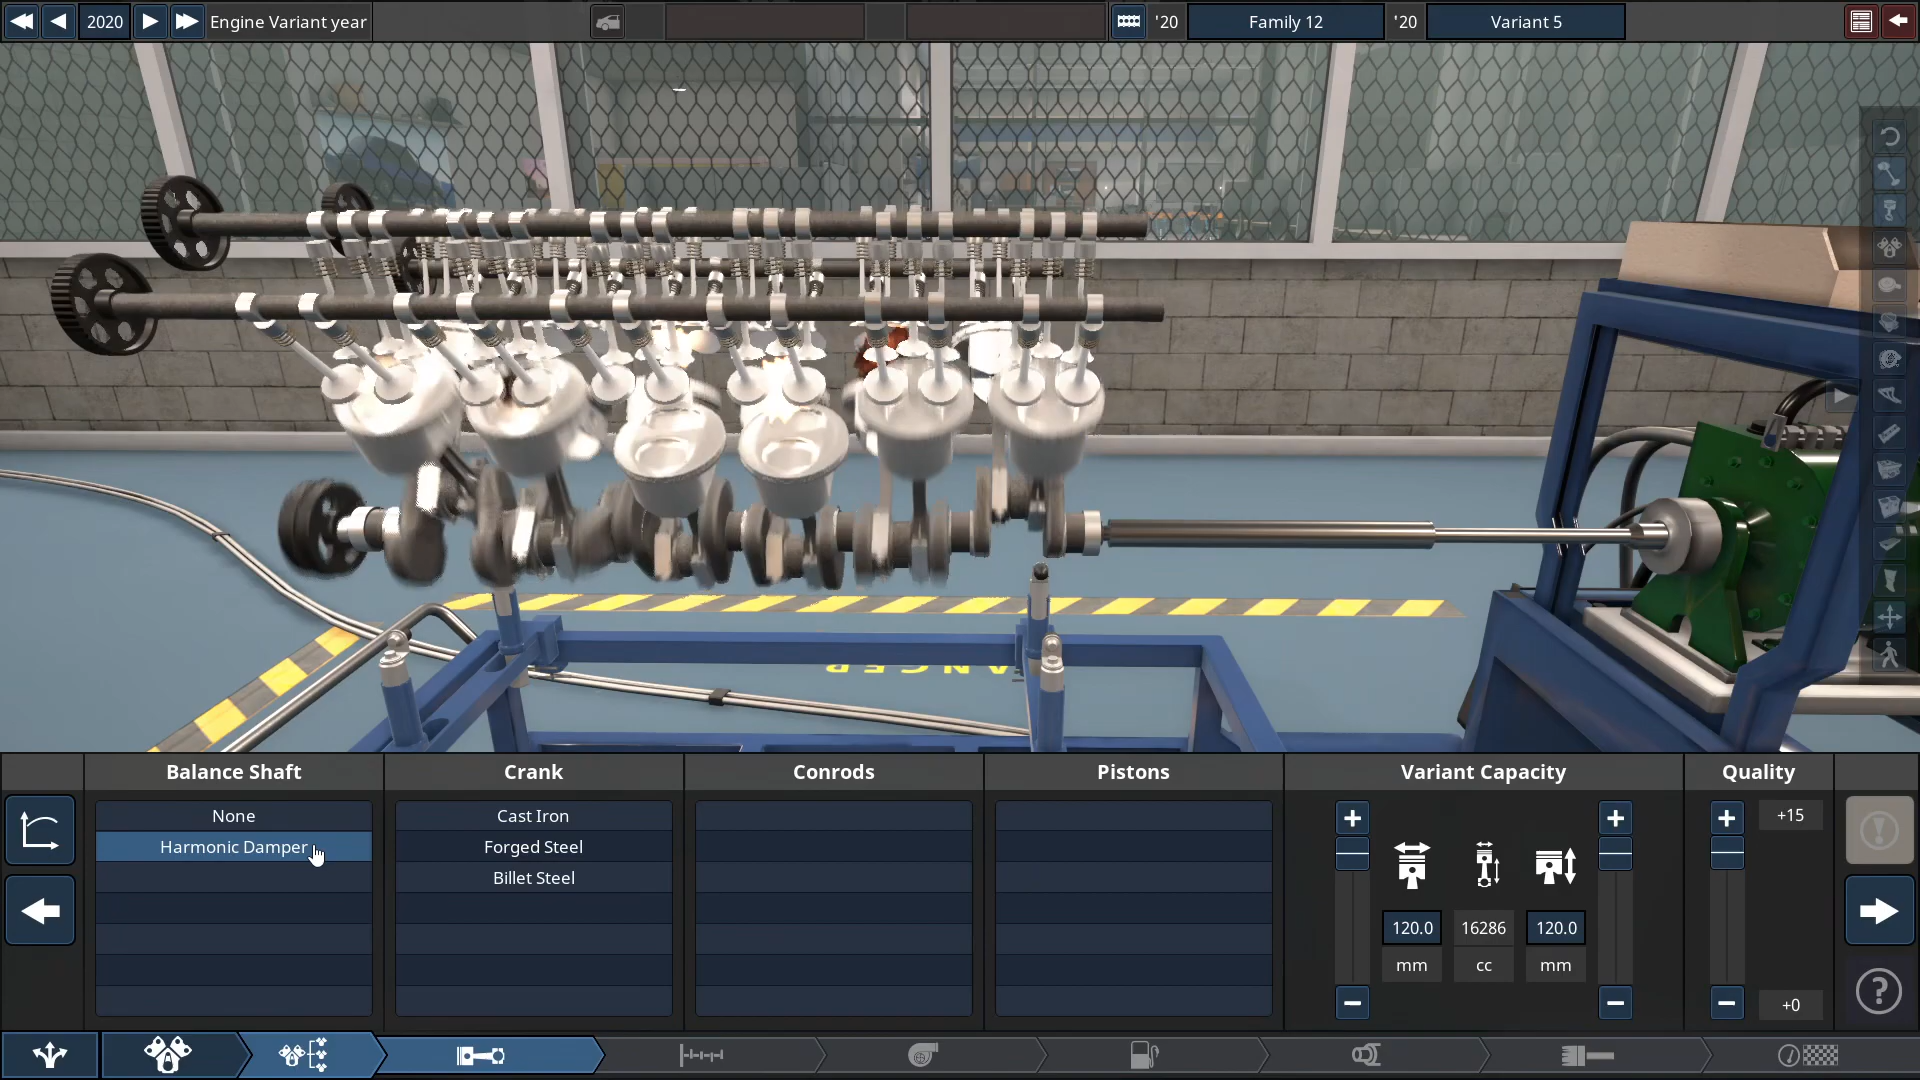 2020 Engine Variant year '20 Family 12 '20 Variant 5
DANGER
Balance Shaft Crank Conrods Pistons Variant Capacity Quality
None Cast Iron +15
Harmonic Damper Forged Steel
Billet Steel
120.0 16286 120.0
mm cc mm
+0